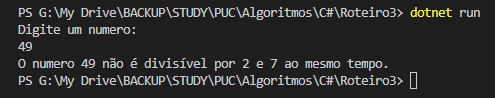 PS G:\My Drive\BACKUP\STUDY\PUC\Algoritmos\C#\Roteiro3> dotnet run
Digite um numero:
49
O numero 49 não é divisível por 2 e 7 ao mesmo tempo.
PS G:\My Drive\BACKUP\STUDY\PUC\Algoritmos\C#\Roteiro3>